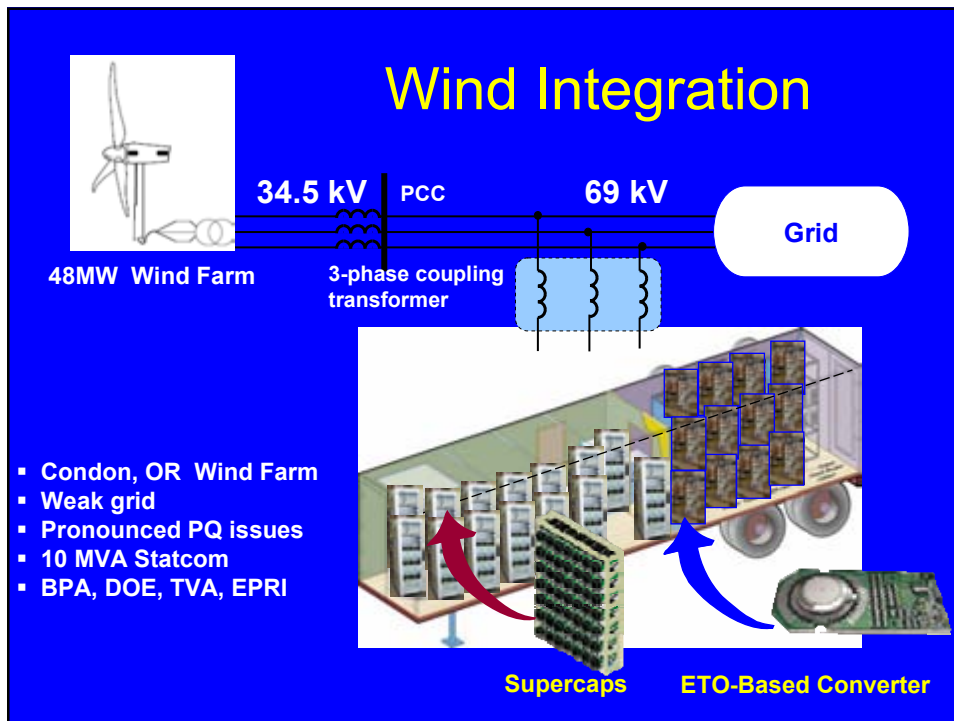 Wind Integration
34.5 kV
PCC
69 kV
Grid
48MW Wind Farm
3-phase coupling
transformer
▪ Condon, OR Wind Farm
▪ Weak grid
▪ Pronounced PQ issues
▪ 10 MVA Statcom
▪ BPA, DOE, TVA, EPRI
Supercaps
ETO-Based Converter